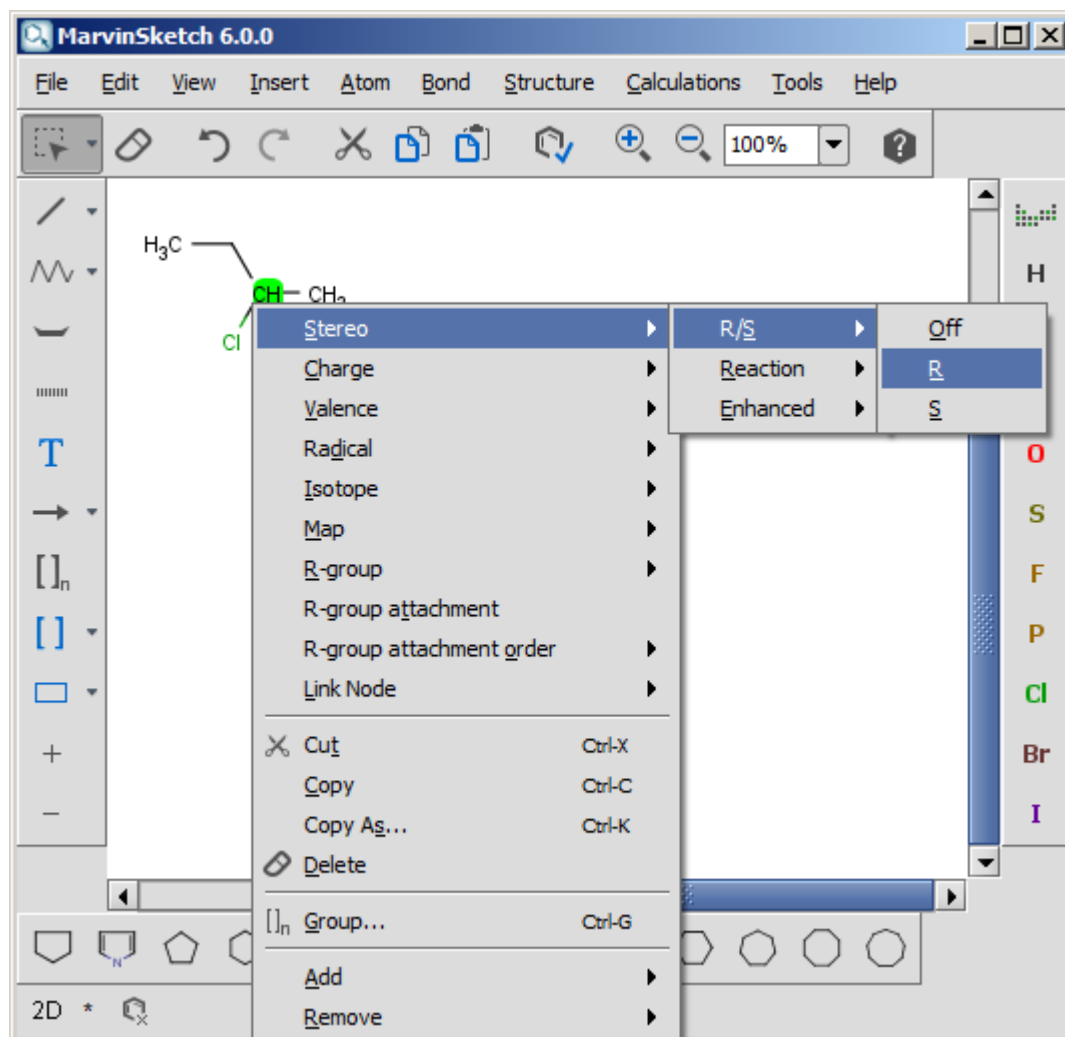 MarvinSketch 6.0.0
File Edit View Insert Atom Bond Structure Calculations Tools Help
100%
?
H3C
H
CH CH3
Cl
Stereo R/S Off
Charge Reaction R
Valence Enhanced S
Radical O
T
Isotope
S
Map
[ ]n R-group F
R-group attachment
[ ] P
R-group attachment order
Link Node Cl
Cut Ctrl-X
+ Br
Copy Ctrl-C
− I
Copy As... Ctrl-K
Delete
[ ]n Group... Ctrl-G
N
Add
2D *
Remove